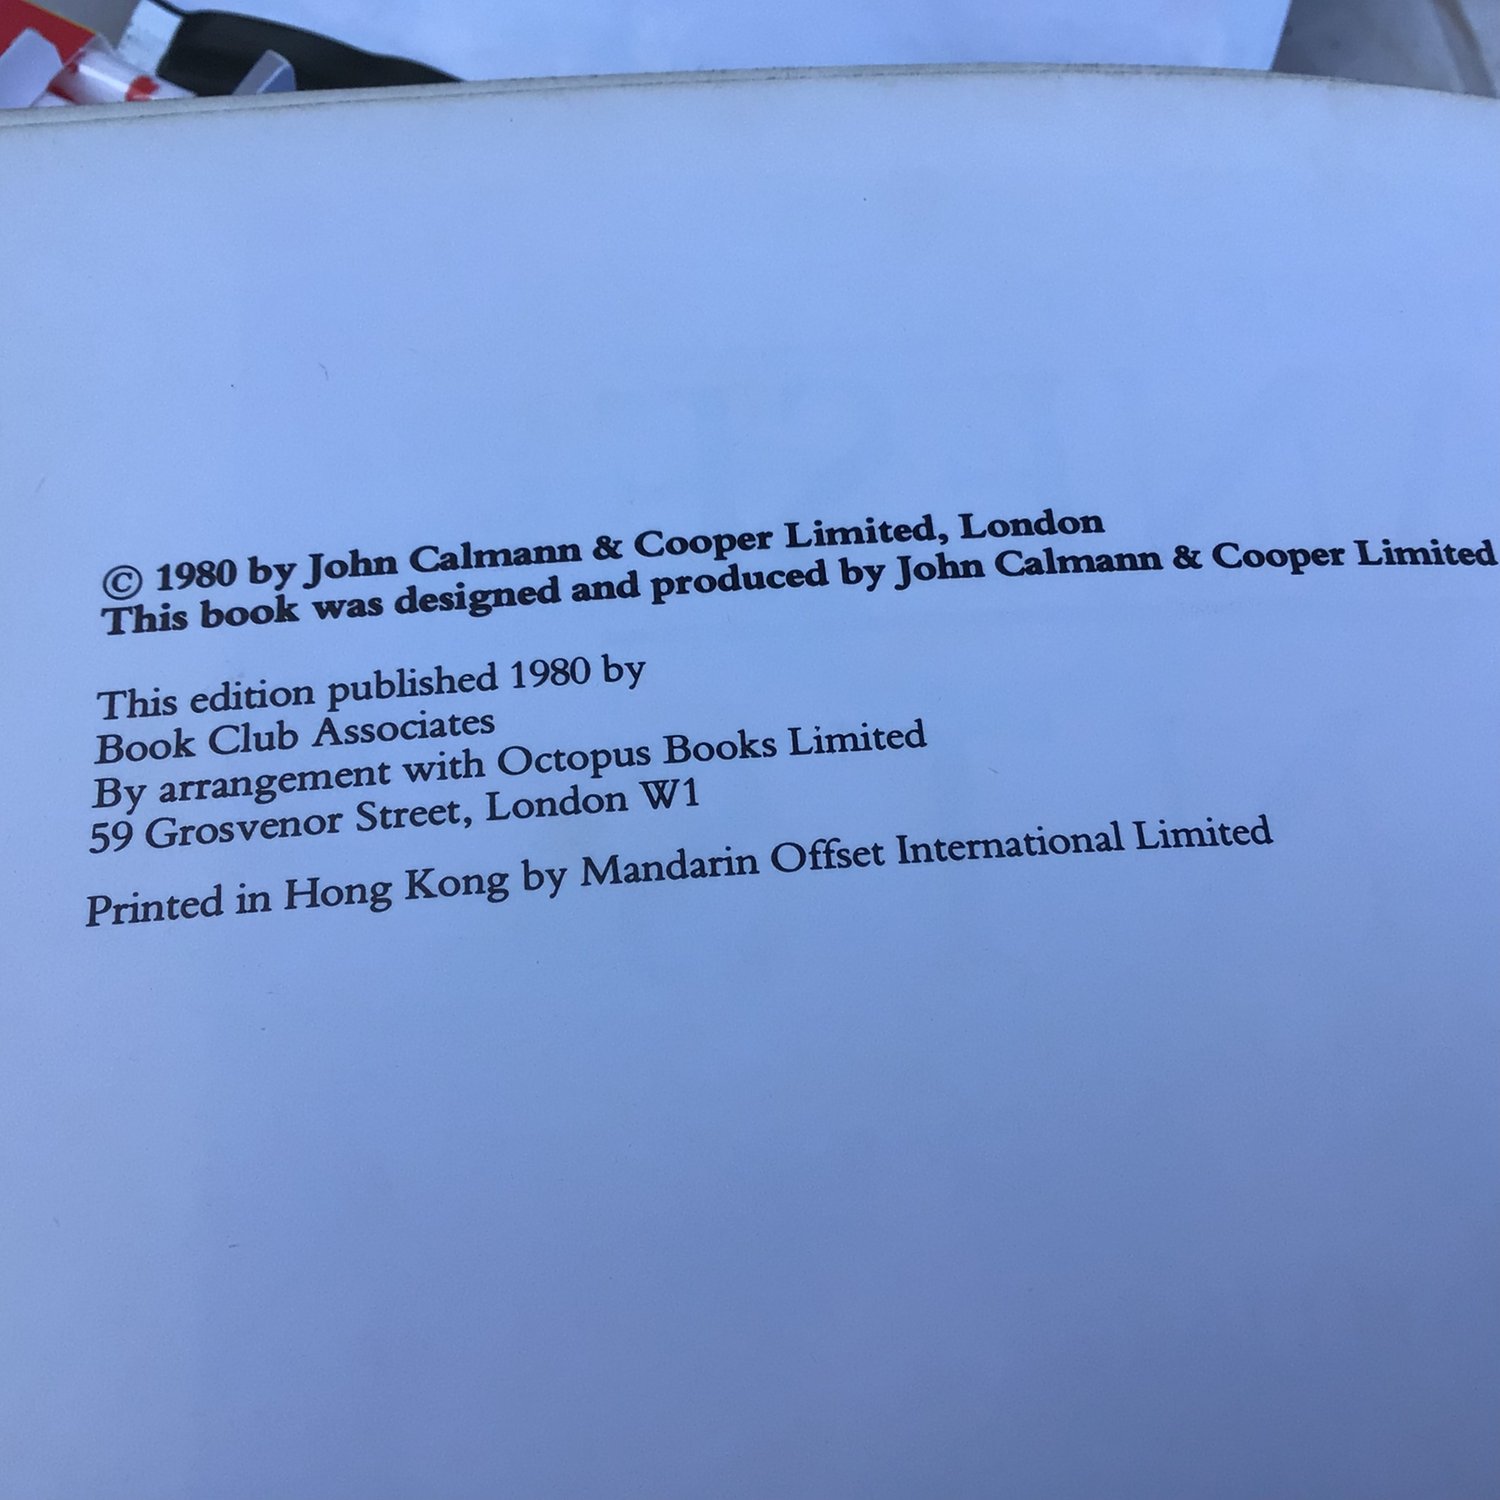 © 1980 by John Calmann & Cooper Limited, London
This book was designed and produced by John Calmann & Cooper Limited
This edition published 1980 by
Book Club Associates
By arrangement with Octopus Books Limited
59 Grosvenor Street, London W1
Printed in Hong Kong by Mandarin Offset International Limited